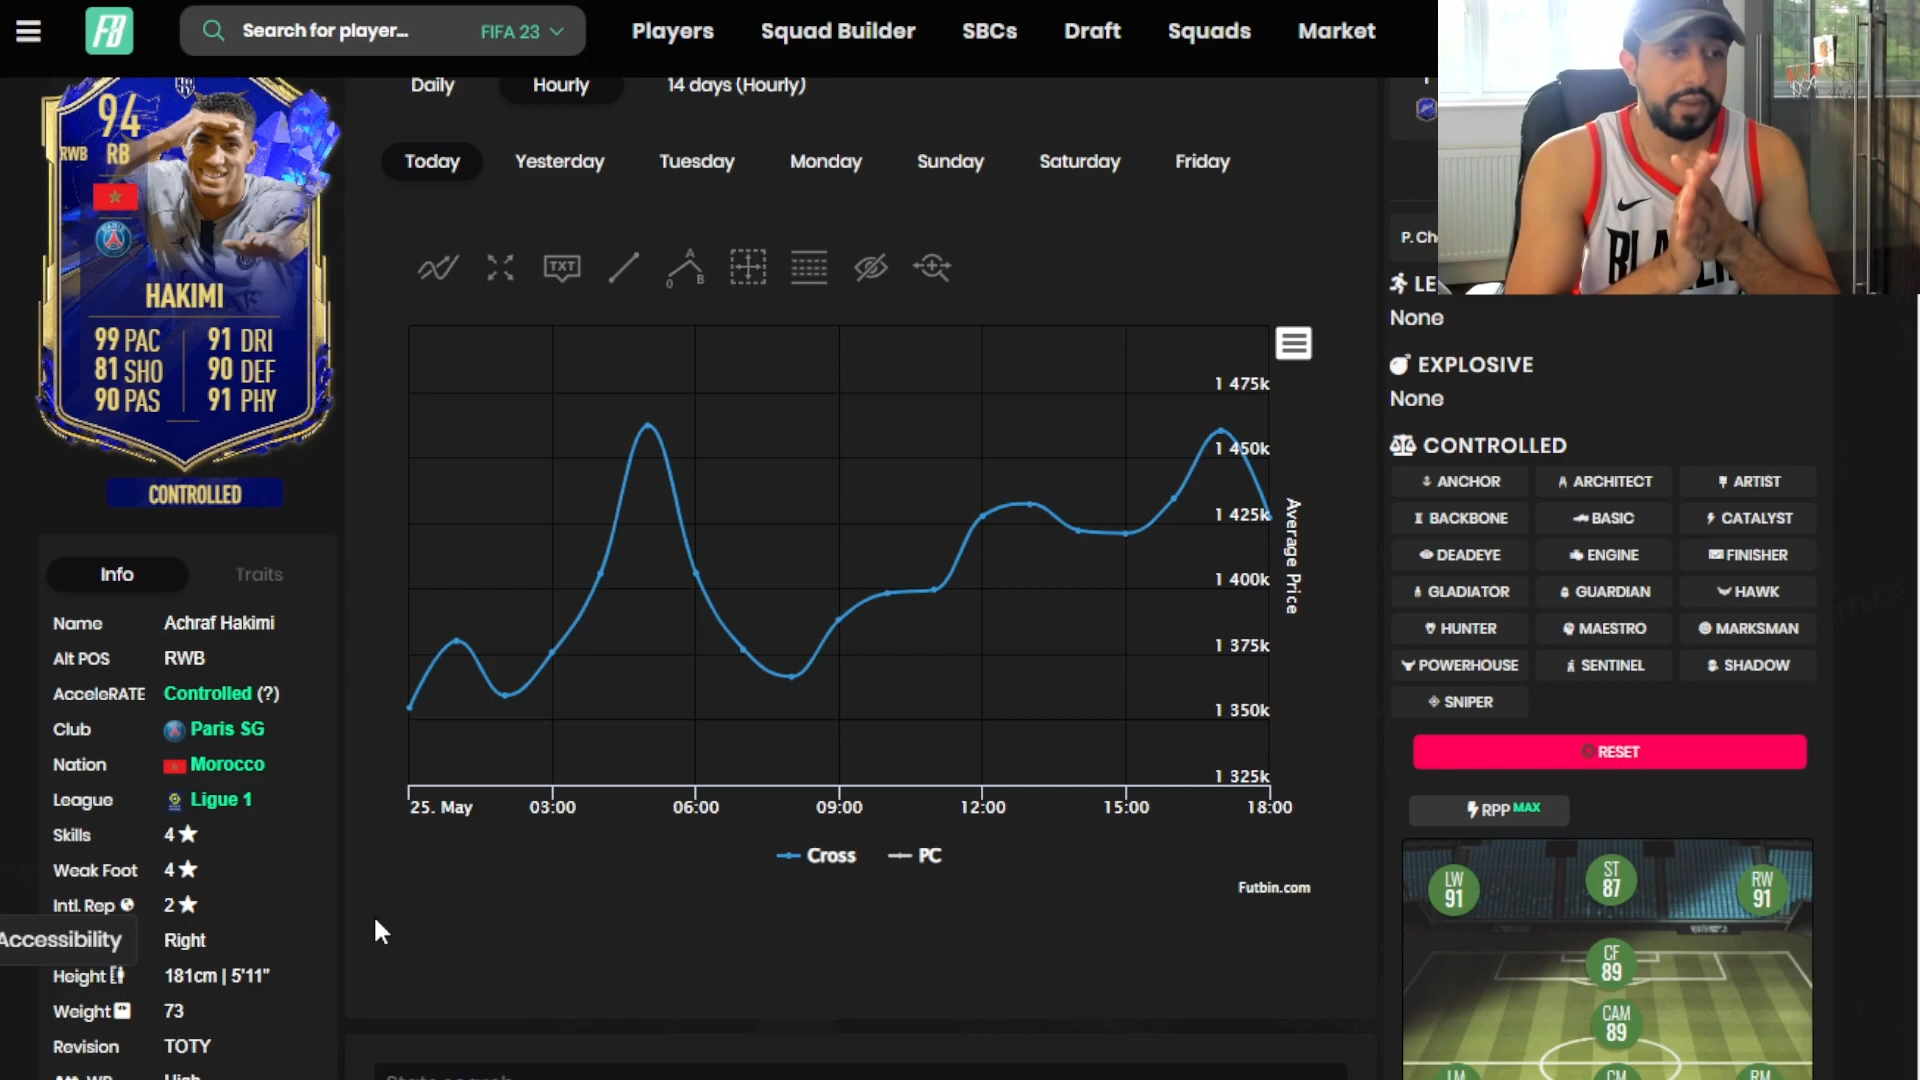 Search for player...
FIFA 23
Players
Squad Builder
SBCs
Draft
Squads
Market
94
RWB
RB
HAKIMI
99 PAC 91 DRI
81 SHO 90 DEF
90 PAS 91 PHY
CONTROLLED
Info Traits
Name Achraf Hakimi
Alt POS RWB
AcceleRATE Controlled (?)
Club Paris SG
Nation Morocco
League Ligue 1
Skills 4
Weak Foot 4
Intl. Rep 2
Accessibility
Right
Height 181cm | 5'11"
Weight 73
Revision TOTY
High
Daily Hourly 14 days (Hourly)
Today Yesterday Tuesday Monday Sunday Saturday Friday
TXT
A
0 B
1 475k
1 450k
1 425k
1 400k
1 375k
1 350k
1 325k
Average Price
25. May 03:00 06:00 09:00 12:00 15:00 18:00
Cross PC
Futbin.com
P. Ch
LE
None
EXPLOSIVE
None
CONTROLLED
ANCHOR ARCHITECT ARTIST
BACKBONE BASIC CATALYST
DEADEYE ENGINE FINISHER
GLADIATOR GUARDIAN HAWK
HUNTER MAESTRO MARKSMAN
POWERHOUSE SENTINEL SHADOW
SNIPER
RESET
RPP MAX
LW
91
ST
87
RW
91
CF
89
CAM
89
LM CM RM